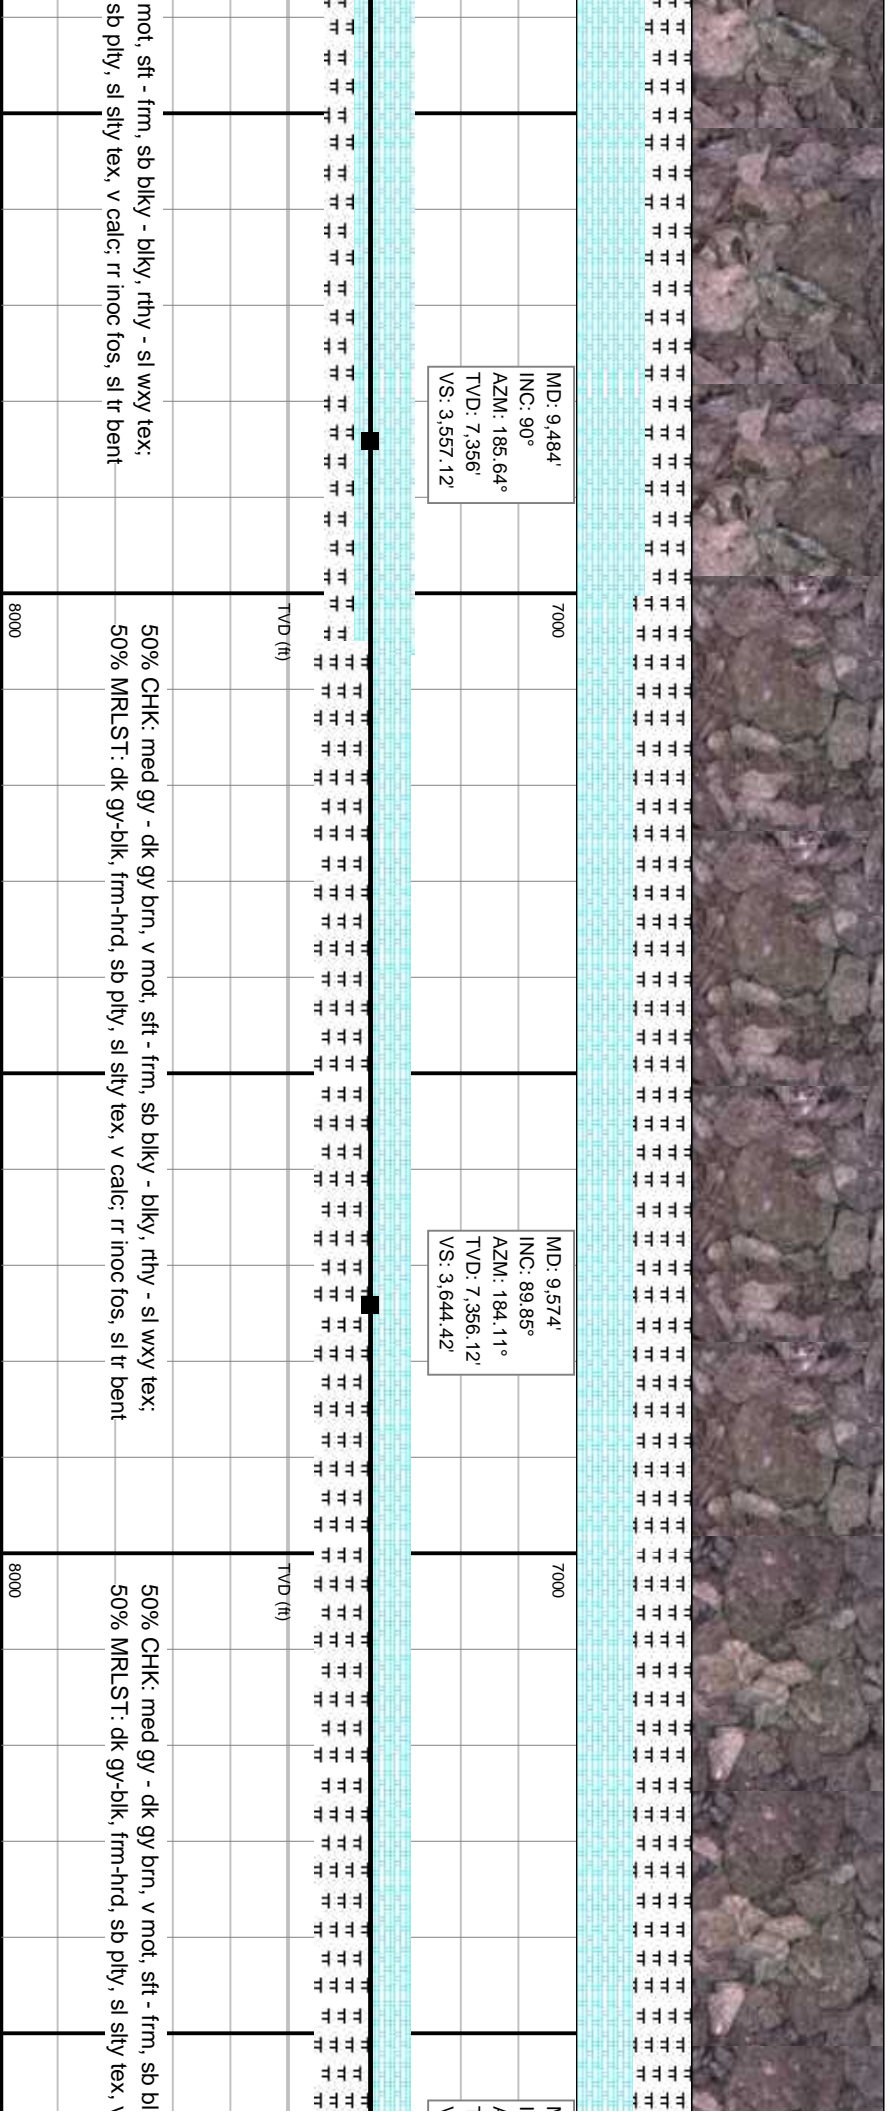 mot, sft - frm, sb blky - blky, rthy - sl wxy tex;
sb plty, sl slty tex, v calc; rr inoc fos, sl tr bent
MD: 9,484'
INC: 90°
AZM: 185.64°
TVD: 7,356'
VS: 3,557.12'
7000
TVD (ft)
8000
50% CHK: med gy - dk gy brn, v mot, sft - frm, sb blky - blky, rthy - sl wxy tex;
50% MRLST: dk gy-blk, frm-hrd, sb plty, sl slty tex, v calc; rr inoc fos, sl tr bent
MD: 9,574'
INC: 89.85°
AZM: 184.11°
TVD: 7,356.12'
VS: 3,644.42'
7000
TVD (ft)
8000
50% CHK: med gy - dk gy brn, v mot, sft - frm, sb bl
50% MRLST: dk gy-blk, frm-hrd, sb plty, sl slty tex,